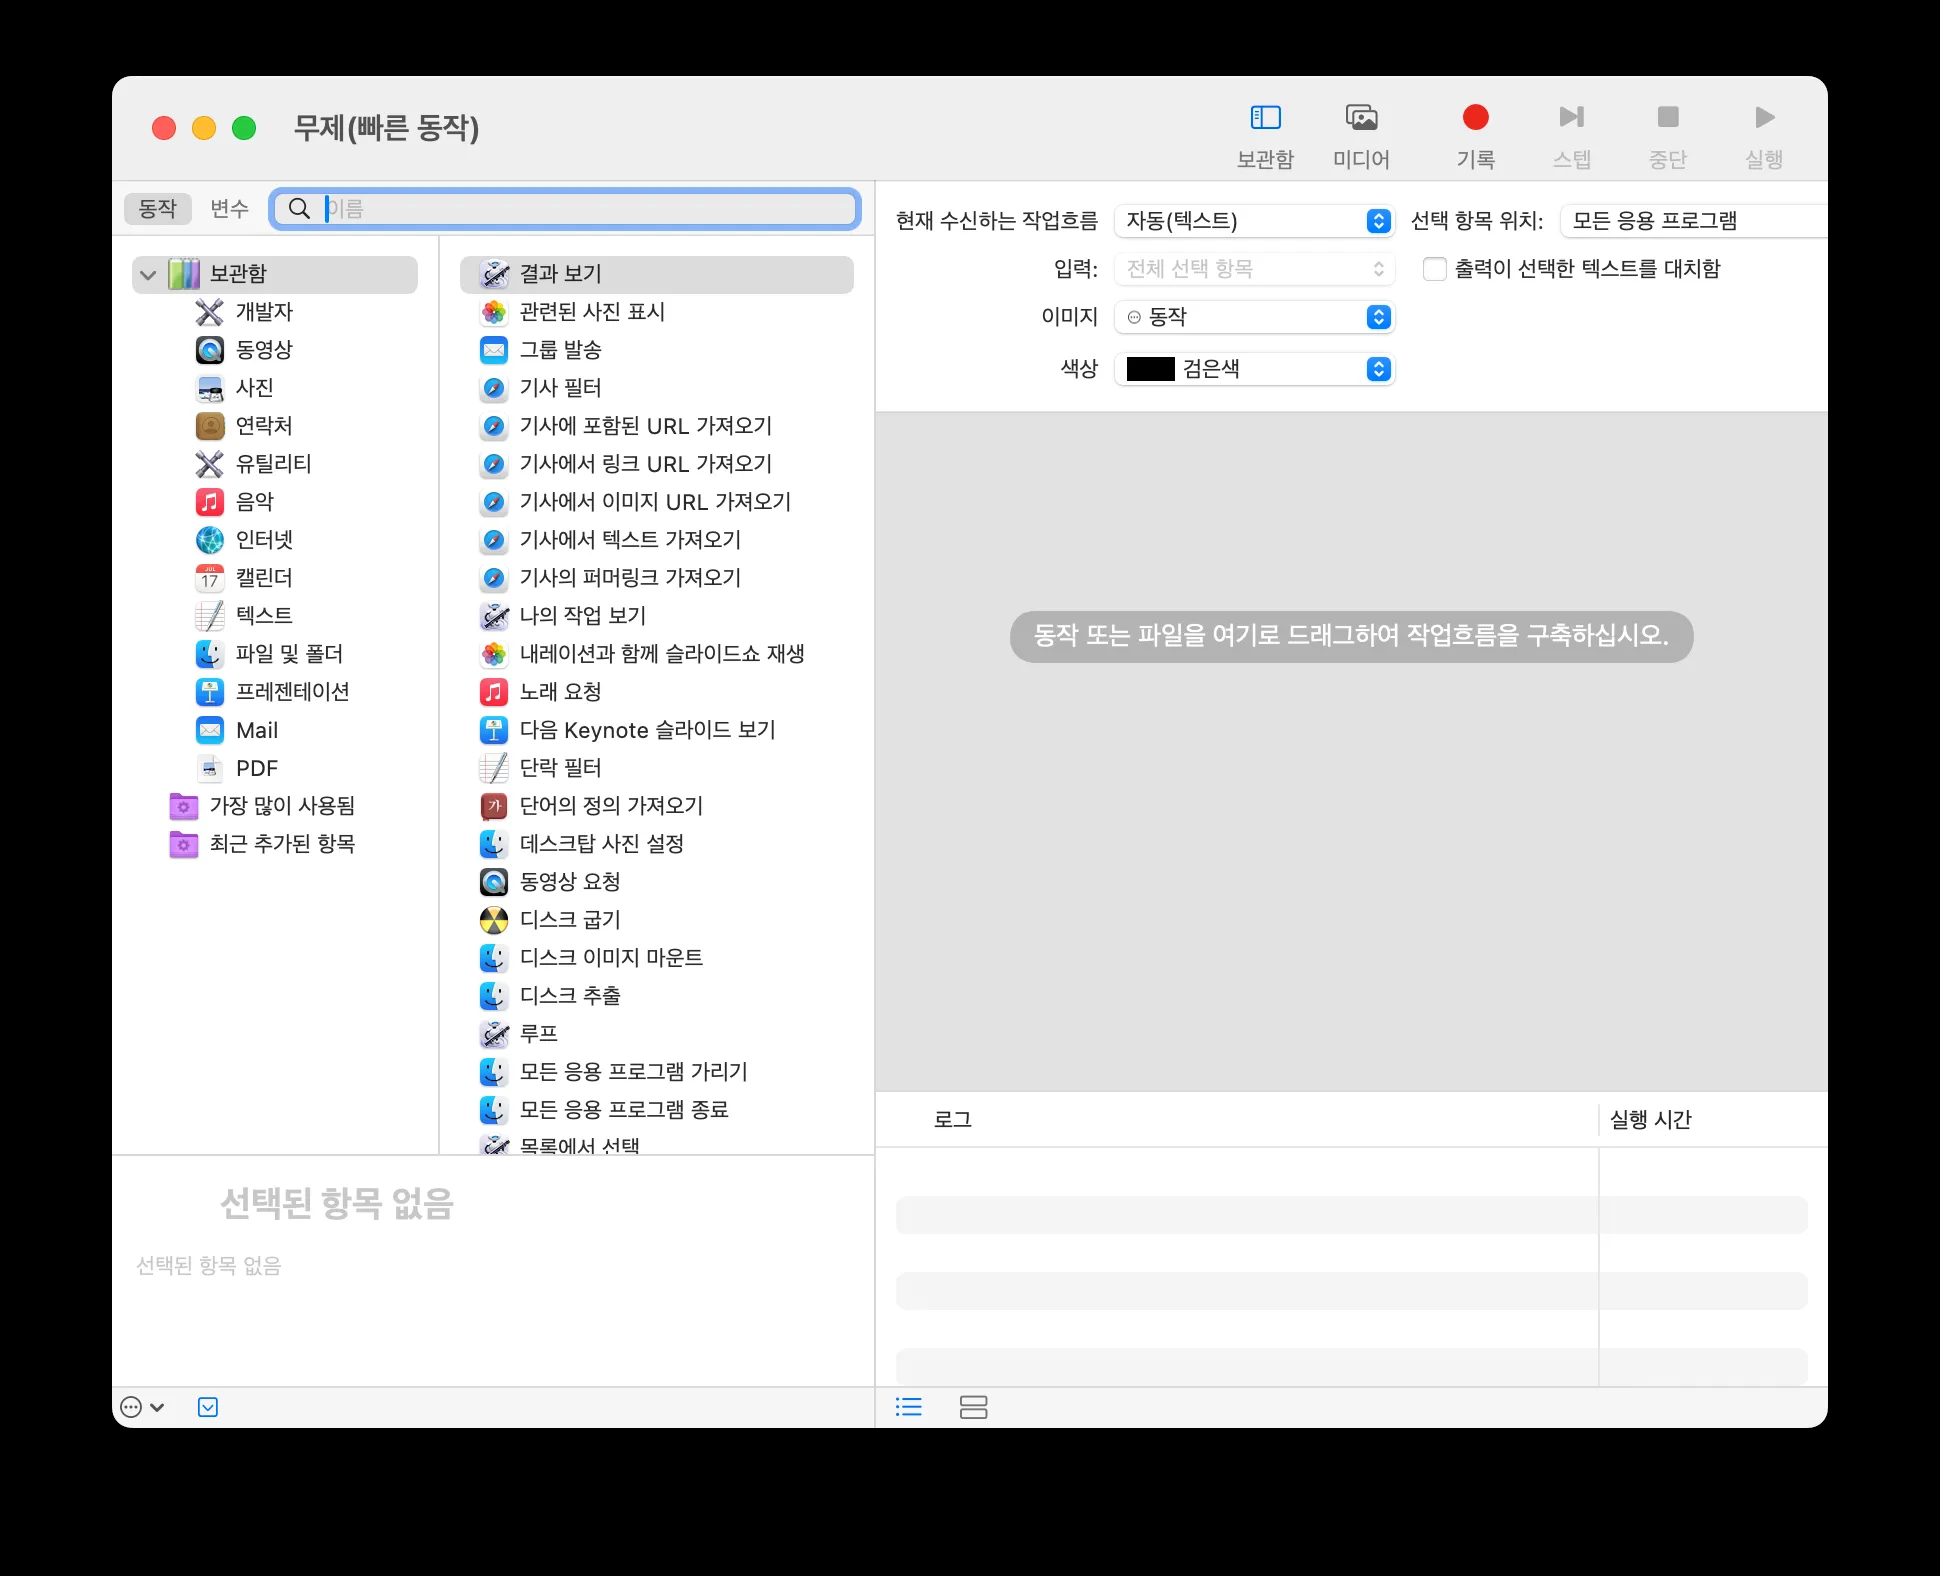 무제(빠른 동작)
보관함
미디어
기록
스텝
중단
실행
동작
변수
이름
보관함
개발자
동영상
사진
연락처
유틸리티
음악
인터넷
JUL
17
캘린더
텍스트
파일 및 폴더
프레젠테이션
Mail
PDF
가장 많이 사용됨
최근 추가된 항목
결과 보기
관련된 사진 표시
그룹 발송
기사 필터
기사에 포함된 URL 가져오기
기사에서 링크 URL 가져오기
기사에서 이미지 URL 가져오기
기사에서 텍스트 가져오기
기사의 퍼머링크 가져오기
나의 작업 보기
내레이션과 함께 슬라이드쇼 재생
노래 요청
다음 Keynote 슬라이드 보기
단락 필터
가
단어의 정의 가져오기
데스크탑 사진 설정
동영상 요청
디스크 굽기
디스크 이미지 마운트
디스크 추출
루프
모든 응용 프로그램 가리기
모든 응용 프로그램 종료
목록에서 선택
선택된 항목 없음
선택된 항목 없음
현재 수신하는 작업흐름
자동(텍스트)
선택 항목 위치:
모든 응용 프로그램
입력:
전체 선택 항목
출력이 선택한 텍스트를 대치함
이미지
동작
색상
검은색
동작 또는 파일을 여기로 드래그하여 작업흐름을 구축하십시오.
로그
실행 시간